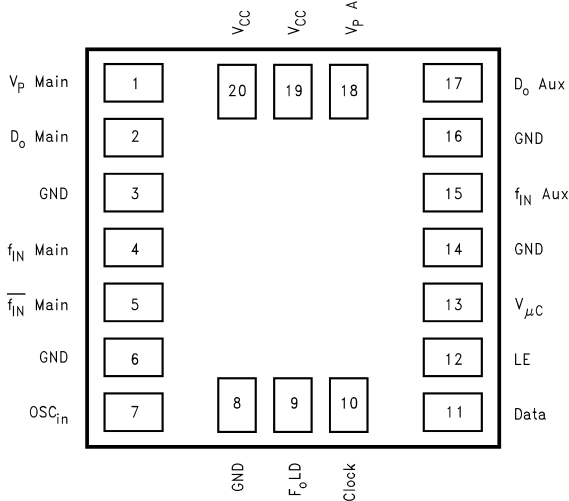 V_CC V_CC V_P A
20 19 18
V_P Main 1 17 D_o Aux
D_o Main 2 16 GND
GND 3 15 f_IN Aux
f_IN Main 4 14 GND
f̅_I̅N̅ Main 5 13 V_μC
GND 6 12 LE
OSC_in 7 11 Data
8 9 10
GND F_oLD Clock